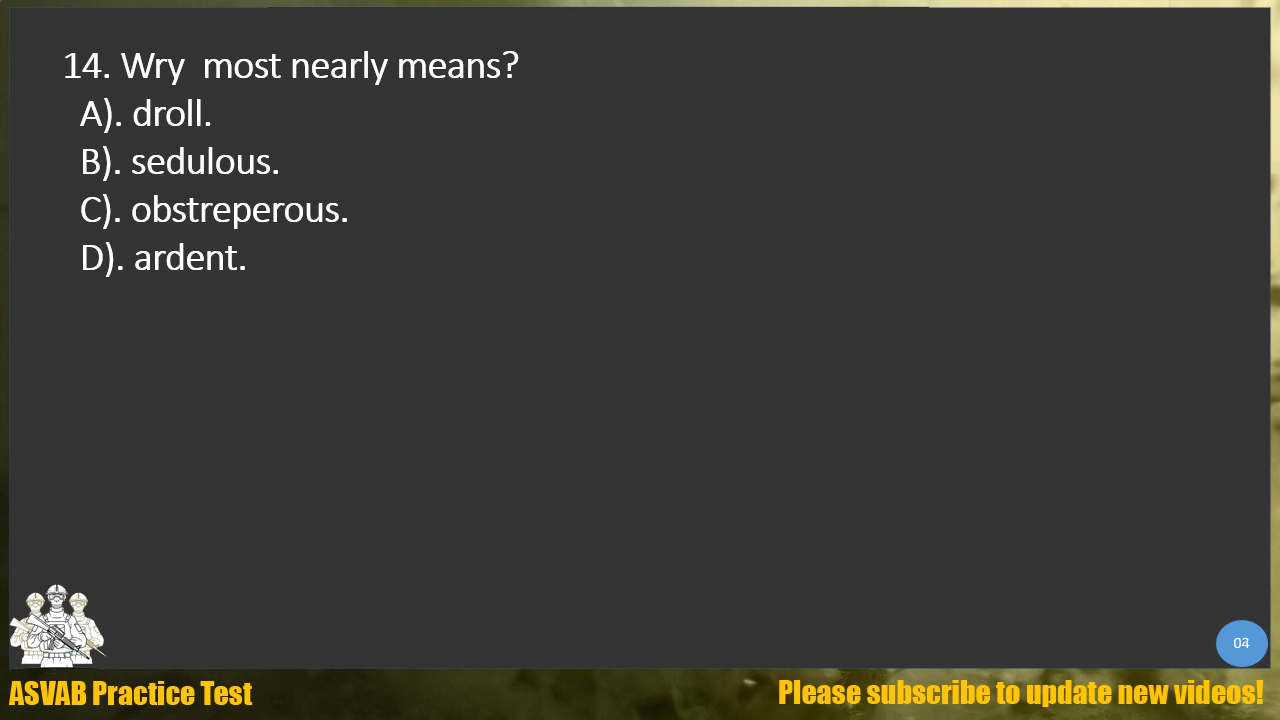 14. Wry  most nearly means?
A). droll.
B). sedulous.
C). obstreperous.
D). ardent.
ASVAB Practice Test
Please subscribe to update new videos!